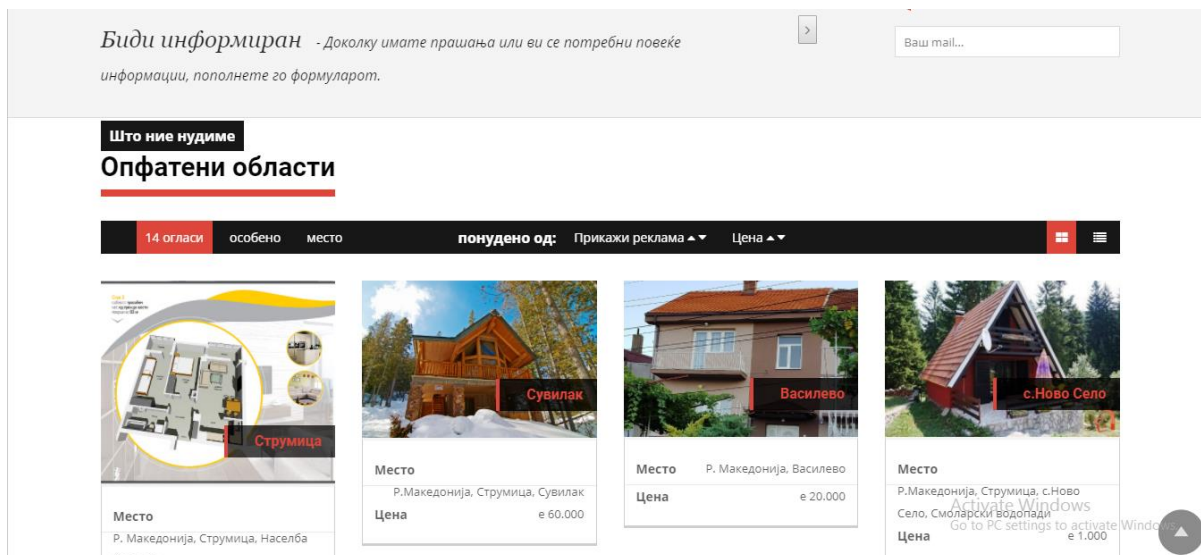 Биди информиран - Доколку имате прашања или ви се потребни повеќе
информации, пополнете го формуларот.
Ваш mail...
Што ние нудиме
Опфатени области
14 огласи особено место понудено од: Прикажи реклама Цена
Струмица
Сувилак
Василево
с.Ново Село
Место
Р. Македонија, Струмица, Населба
Место
Р.Македонија, Струмица, Сувилак
Цена е 60.000
Место Р. Македонија, Василево
Цена е 20.000
Место
Р.Македонија, Струмица, с.Ново
Село, Смоларски водопади
Цена е 1.000
Activate Windows
Go to PC settings to activate Windows.